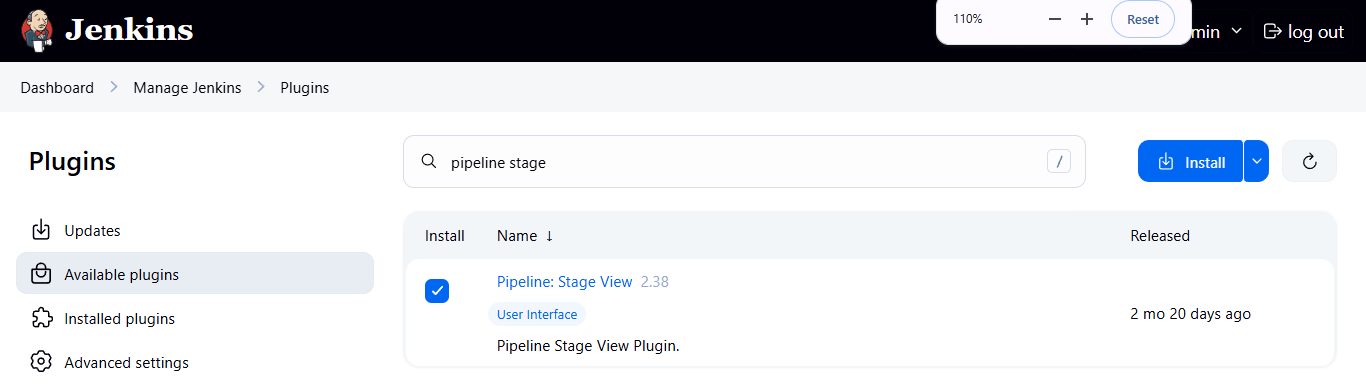 Jenkins
110%
Reset
min
log out
Dashboard
Manage Jenkins
Plugins
Plugins
pipeline stage
/
Install
Updates
Available plugins
Installed plugins
Advanced settings
Install Name ↓ Released
Pipeline: Stage View 2.38
User Interface
2 mo 20 days ago
Pipeline Stage View Plugin.